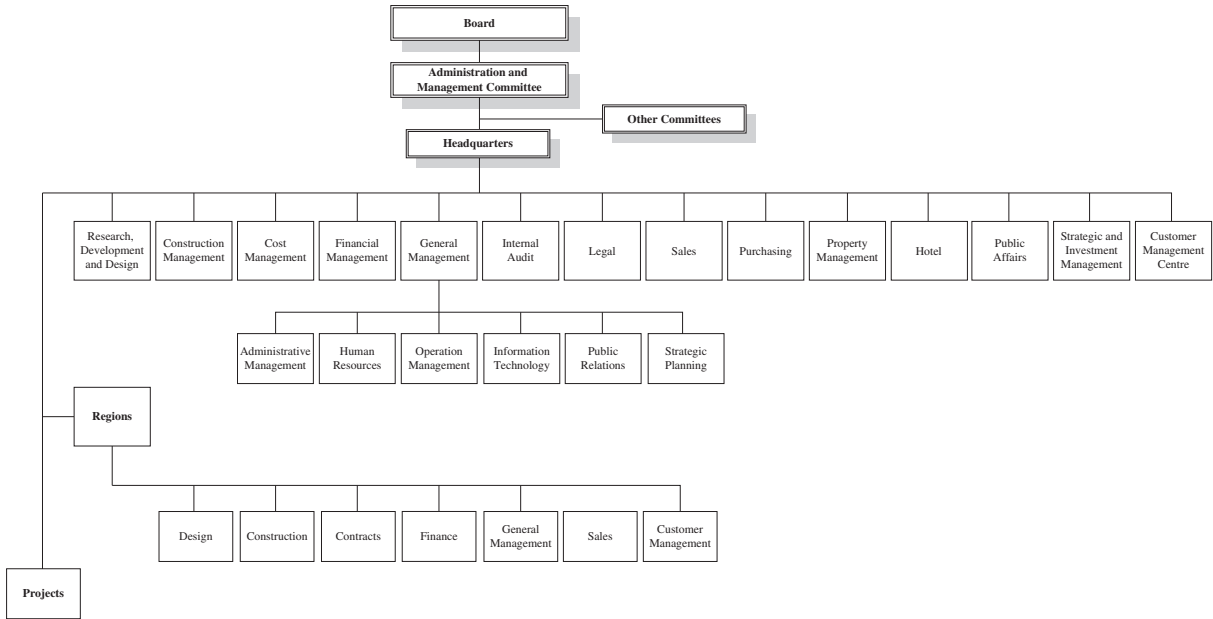 Board
Administration and
Management Committee
Other Committees
Headquarters
Research,
Development
and Design
Construction
Management
Cost
Management
Financial
Management
General
Management
Internal
Audit
Legal
Sales
Purchasing
Property
Management
Hotel
Public
Affairs
Strategic and
Investment
Management
Customer
Management
Centre
Administrative
Management
Human
Resources
Operation
Management
Information
Technology
Public
Relations
Strategic
Planning
Regions
Design
Construction
Contracts
Finance
General
Management
Sales
Customer
Management
Projects